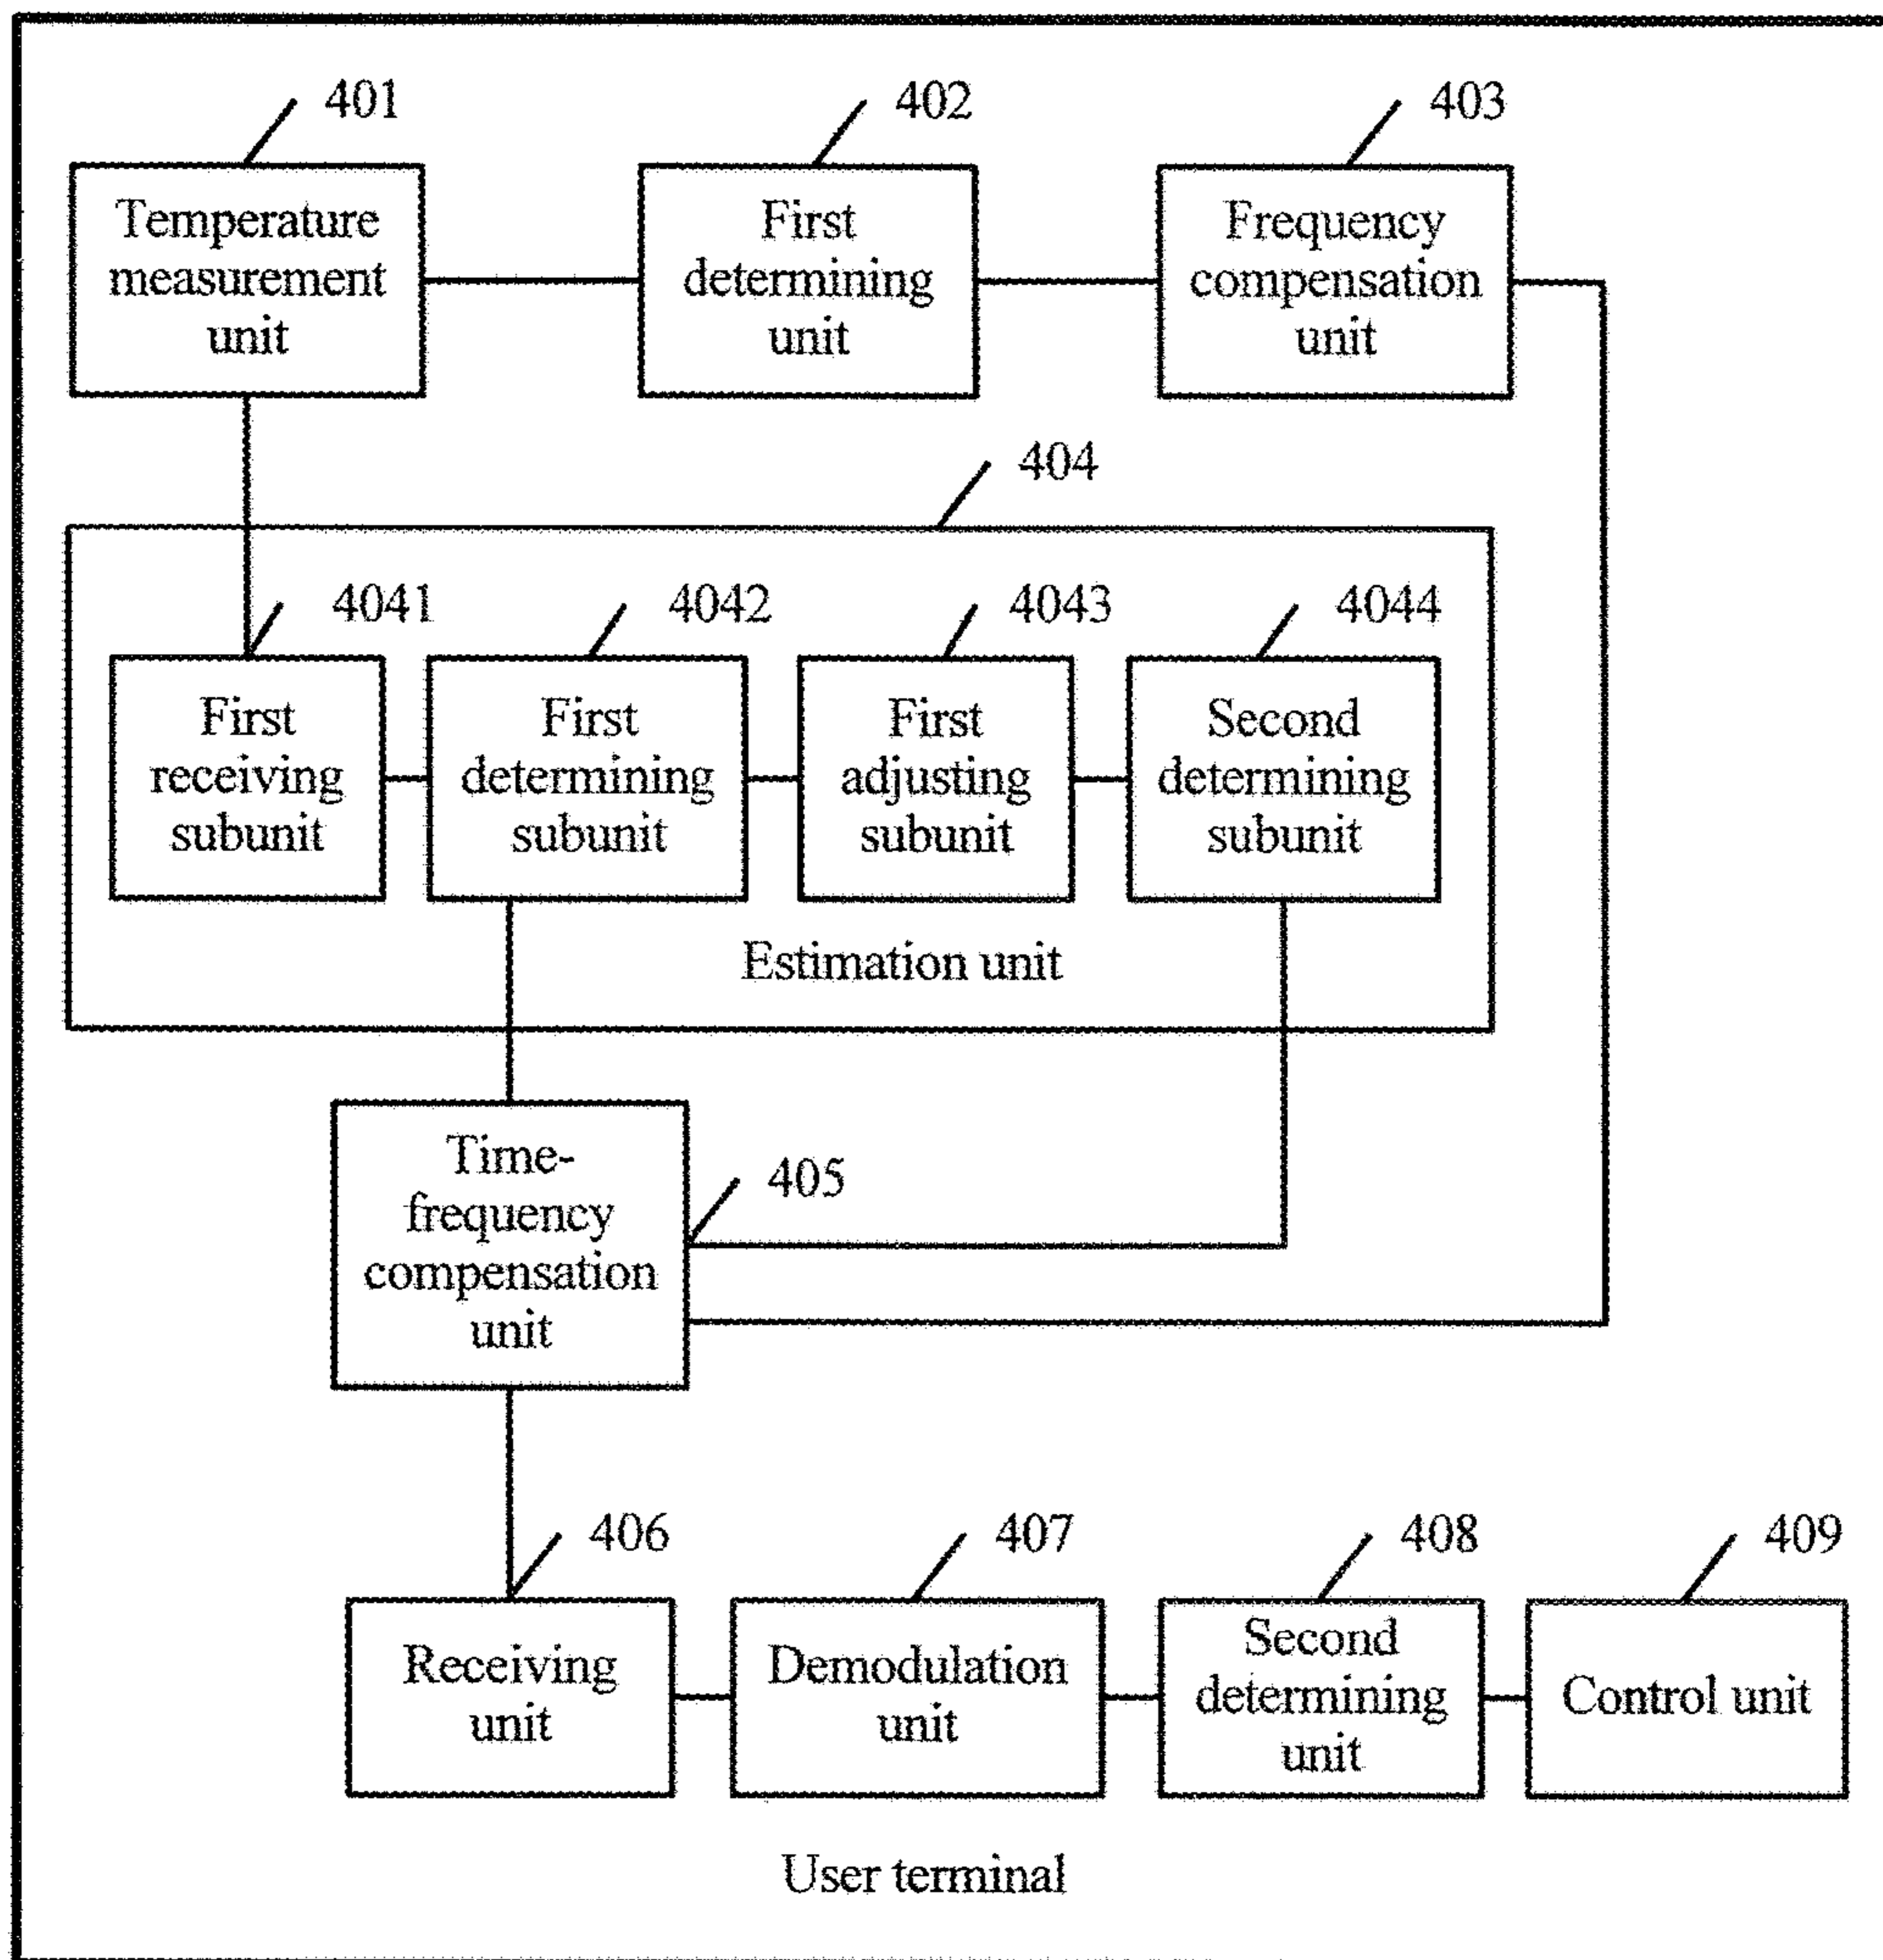 401
402
403
Temperature
measurement
unit
First
determining
unit
Frequency
compensation
unit
404
4041
4042
4043
4044
First
receiving
subunit
First
determining
subunit
First
adjusting
subunit
Second
determining
subunit
Estimation unit
Time-
frequency
compensation
unit
405
406
407
408
409
Receiving
unit
Demodulation
unit
Second
determining
unit
Control unit
User terminal